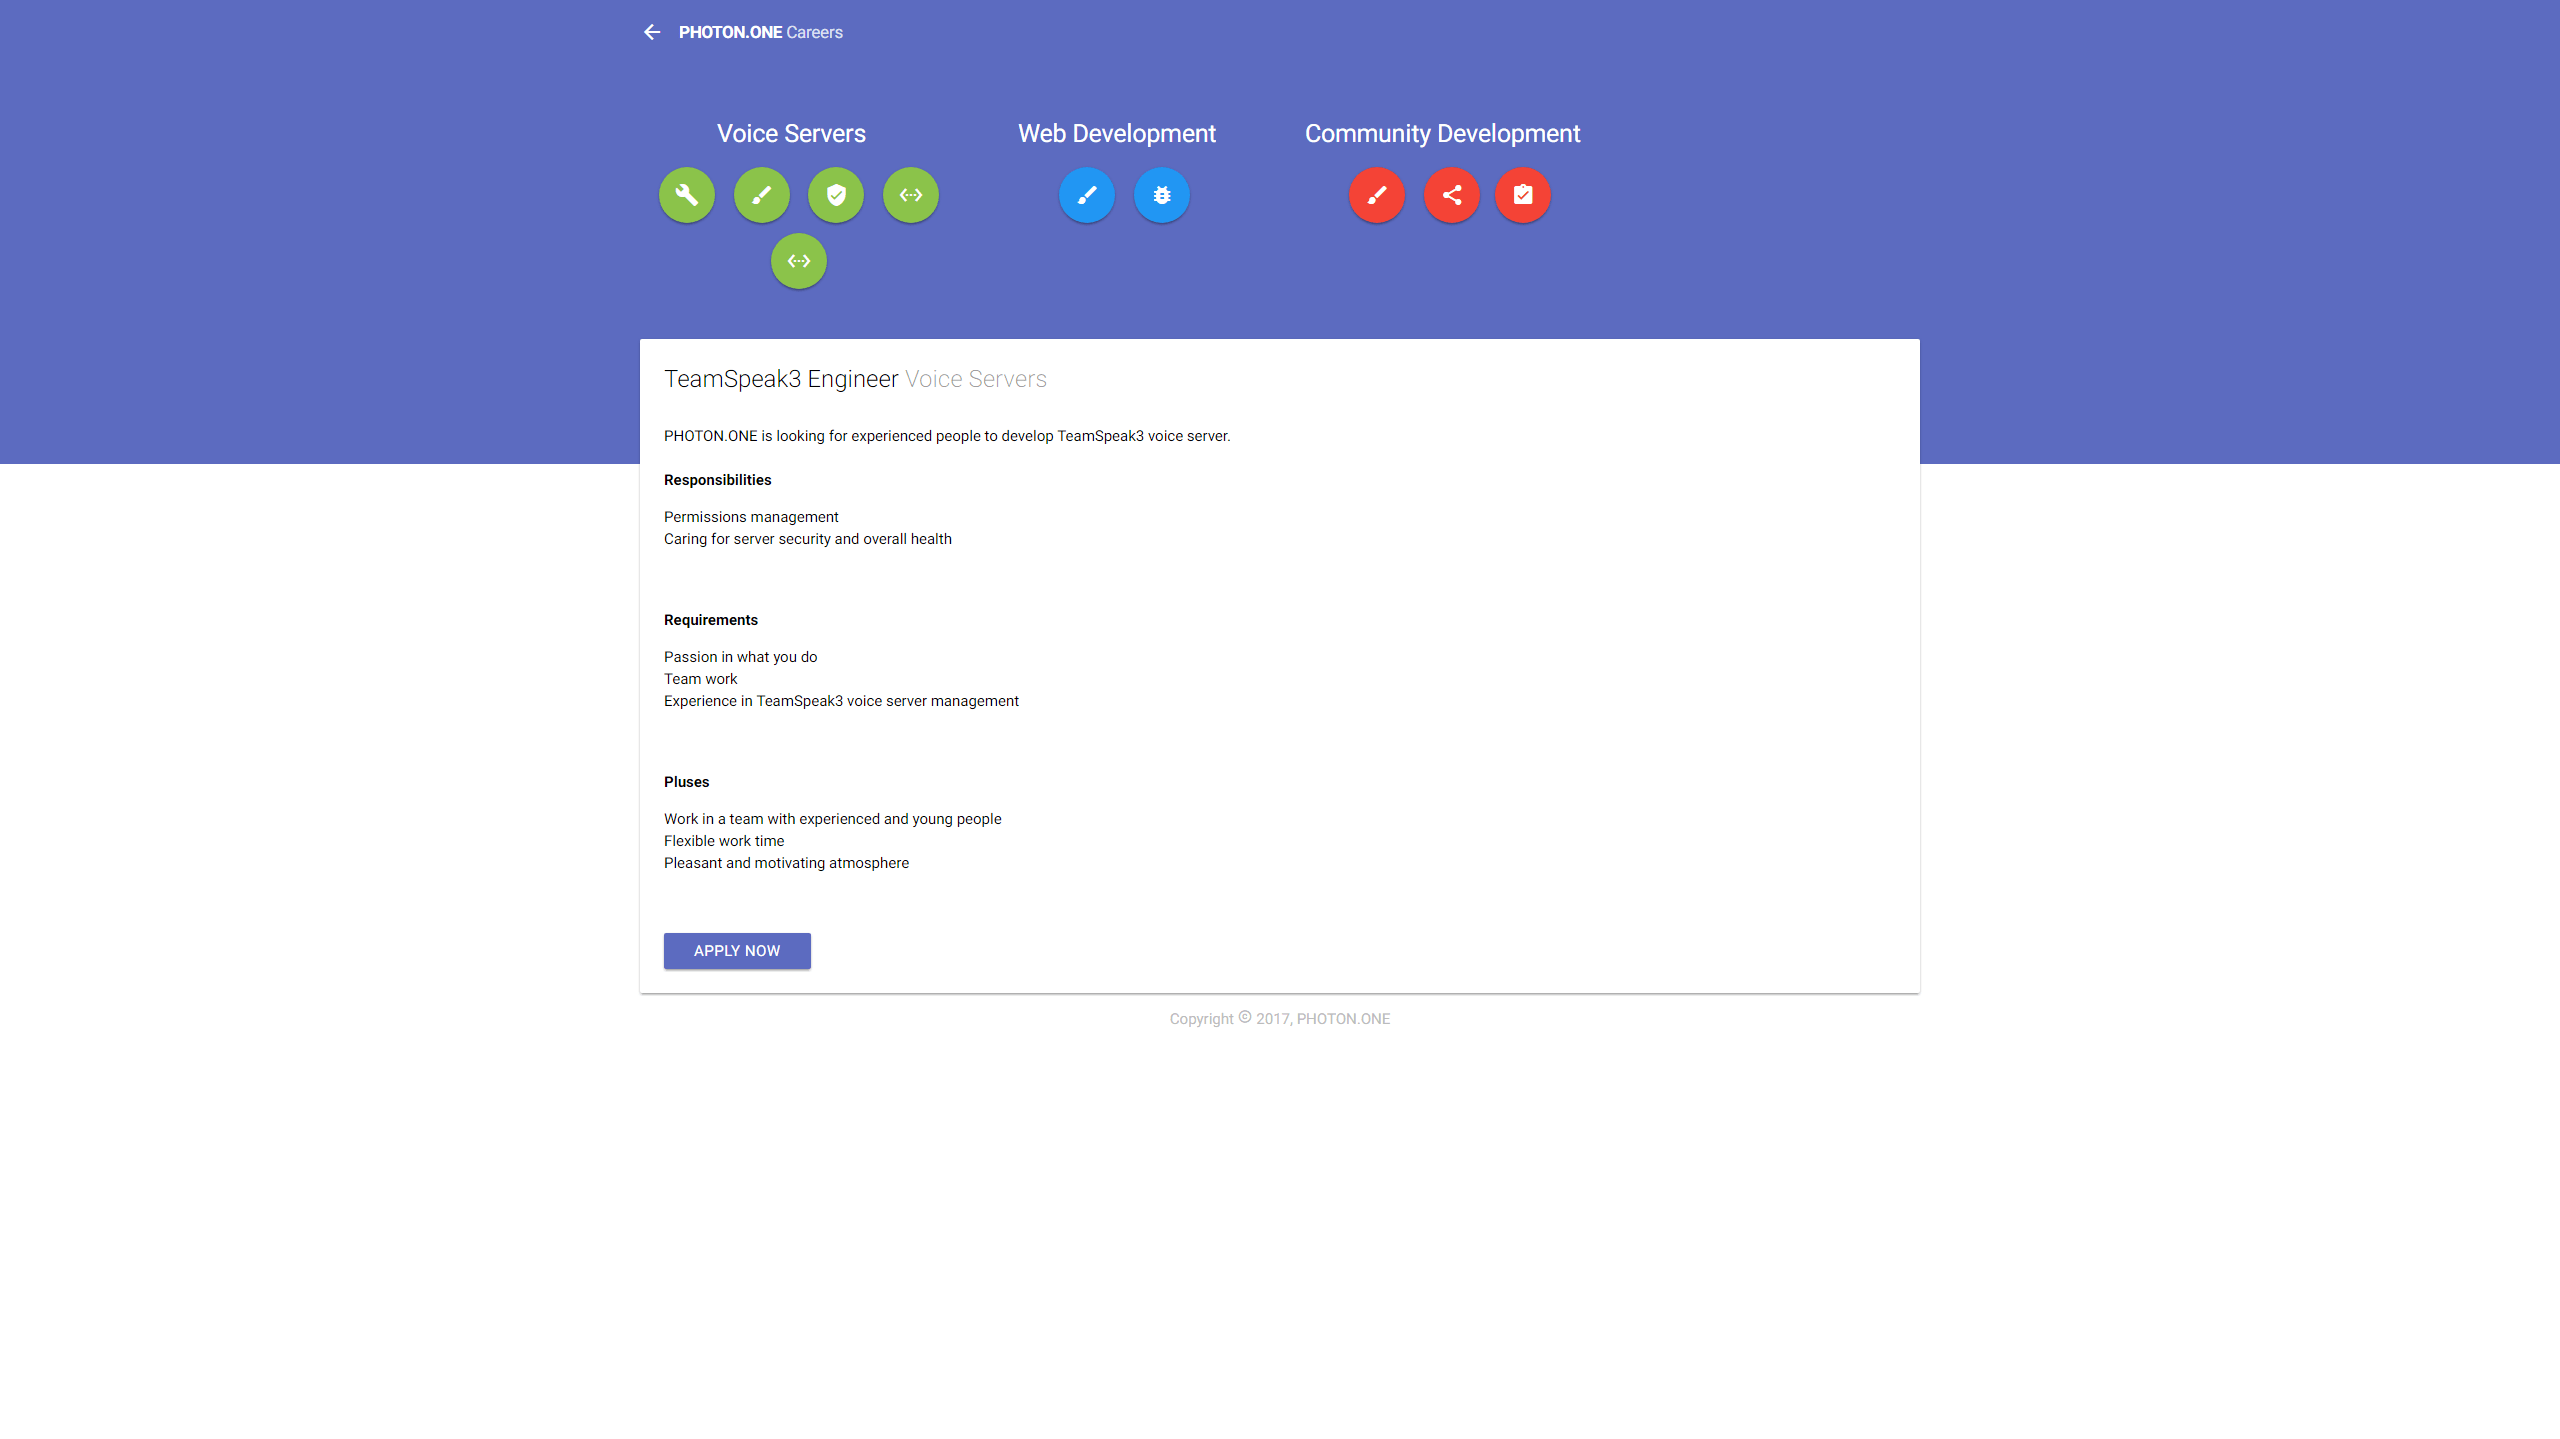 PHOTON.ONE Careers
Voice Servers
Web Development
Community Development
TeamSpeak3 Engineer Voice Servers
PHOTON.ONE is looking for experienced people to develop TeamSpeak3 voice server.
Responsibilities
Permissions management
Caring for server security and overall health
Requirements
Passion in what you do
Team work
Experience in TeamSpeak3 voice server management
Pluses
Work in a team with experienced and young people
Flexible work time
Pleasant and motivating atmosphere
APPLY NOW
Copyright © 2017, PHOTON.ONE